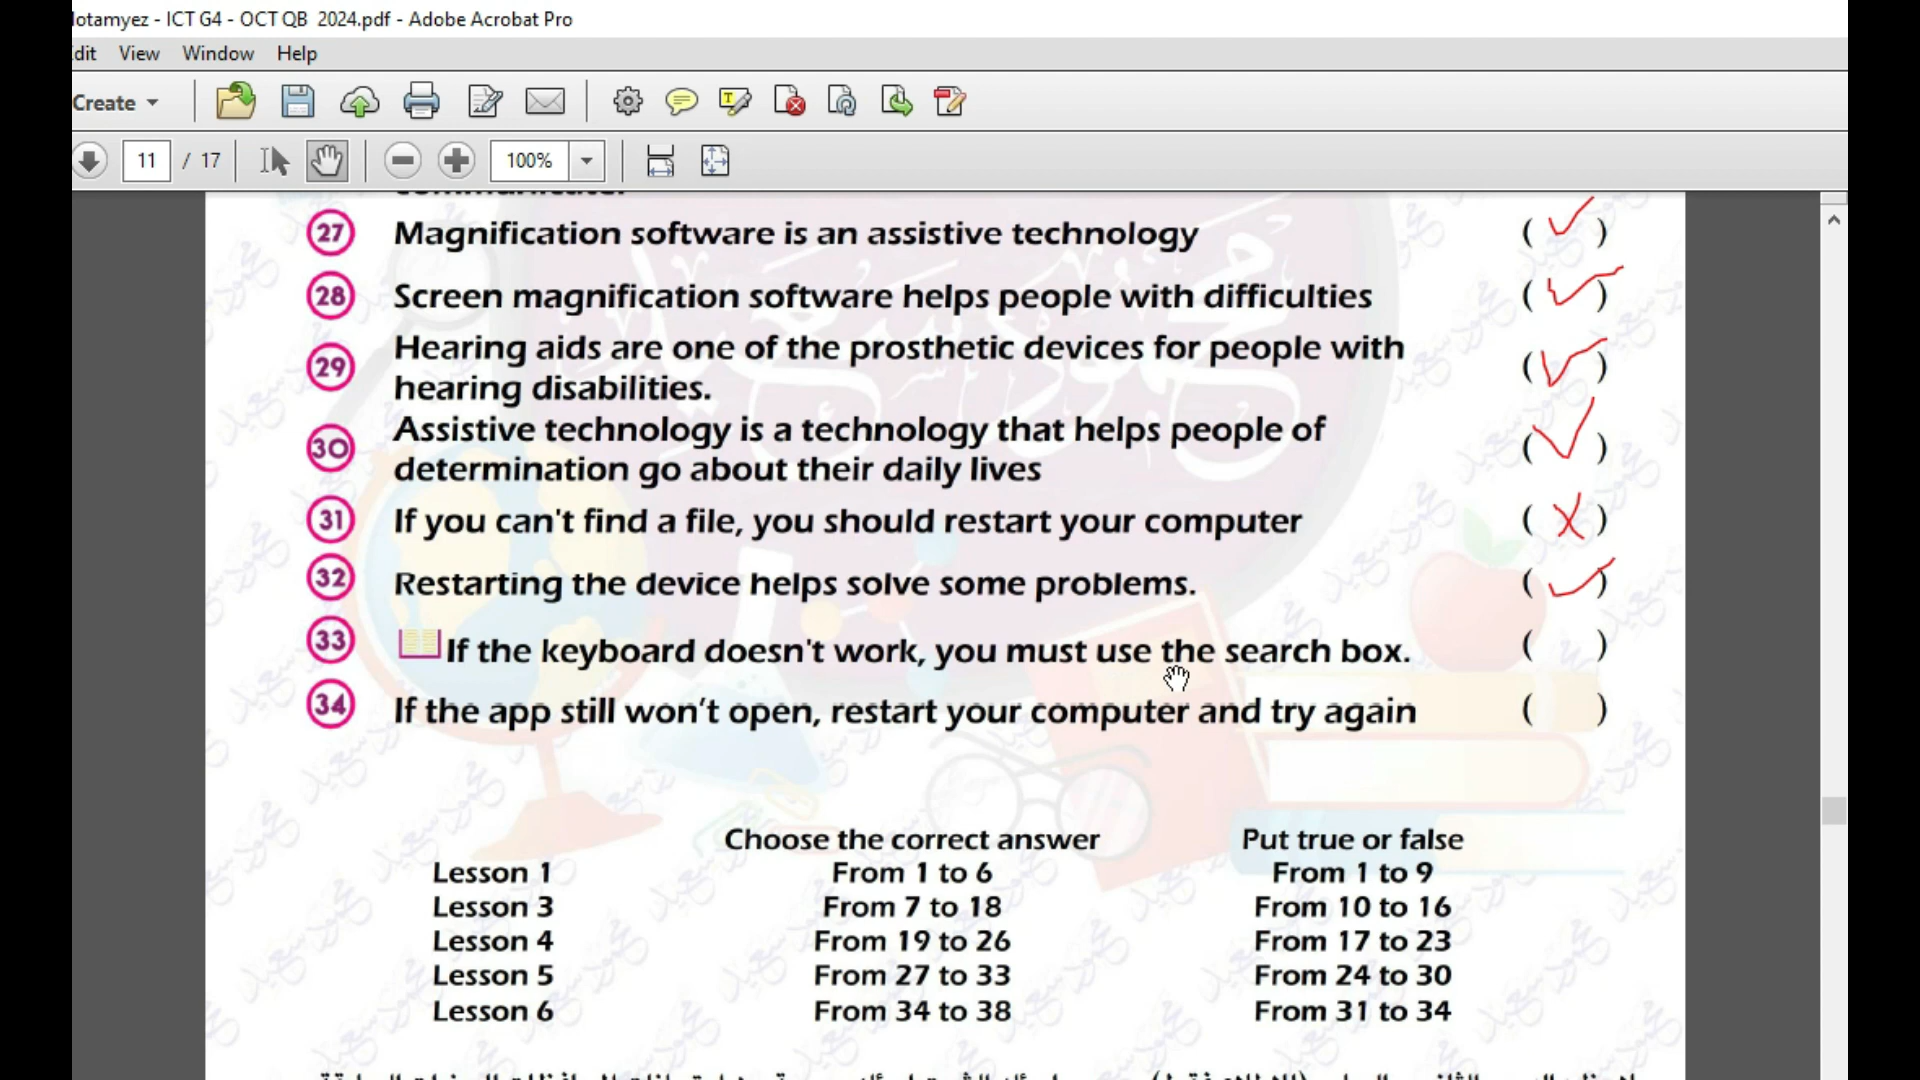 otamyez - ICT G4 - OCT QB 2024.pdf - Adobe Acrobat Pro
dit View Window Help
Create
11 / 17 100%
27 Magnification software is an assistive technology ( ✓ )
28 Screen magnification software helps people with difficulties ( ✓ )
29 Hearing aids are one of the prosthetic devices for people with
hearing disabilities. ( ✓ )
30 Assistive technology is a technology that helps people of
determination go about their daily lives ( ✓ )
31 If you can't find a file, you should restart your computer ( X )
32 Restarting the device helps solve some problems. ( ✓ )
33 If the keyboard doesn't work, you must use the search box. ( )
34 If the app still won’t open, restart your computer and try again ( )
Choose the correct answer Put true or false
Lesson 1 From 1 to 6 From 1 to 9
Lesson 3 From 7 to 18 From 10 to 16
Lesson 4 From 19 to 26 From 17 to 23
Lesson 5 From 27 to 33 From 24 to 30
Lesson 6 From 34 to 38 From 31 to 34